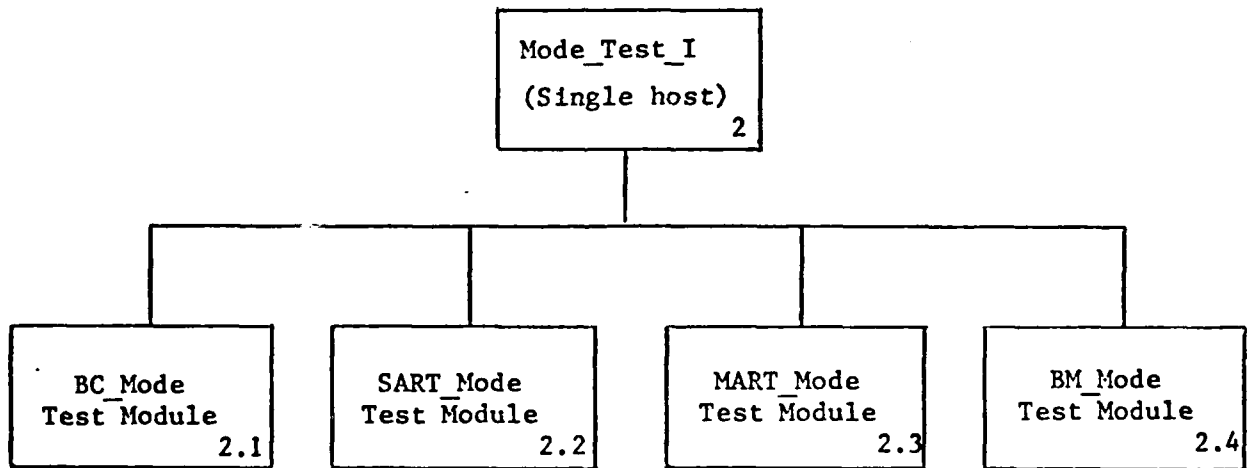 Mode_Test_I
(Single host)
2
BC_Mode
Test Module
2.1
SART_Mode
Test Module
2.2
MART_Mode
Test Module
2.3
BM_Mode
Test Module
2.4